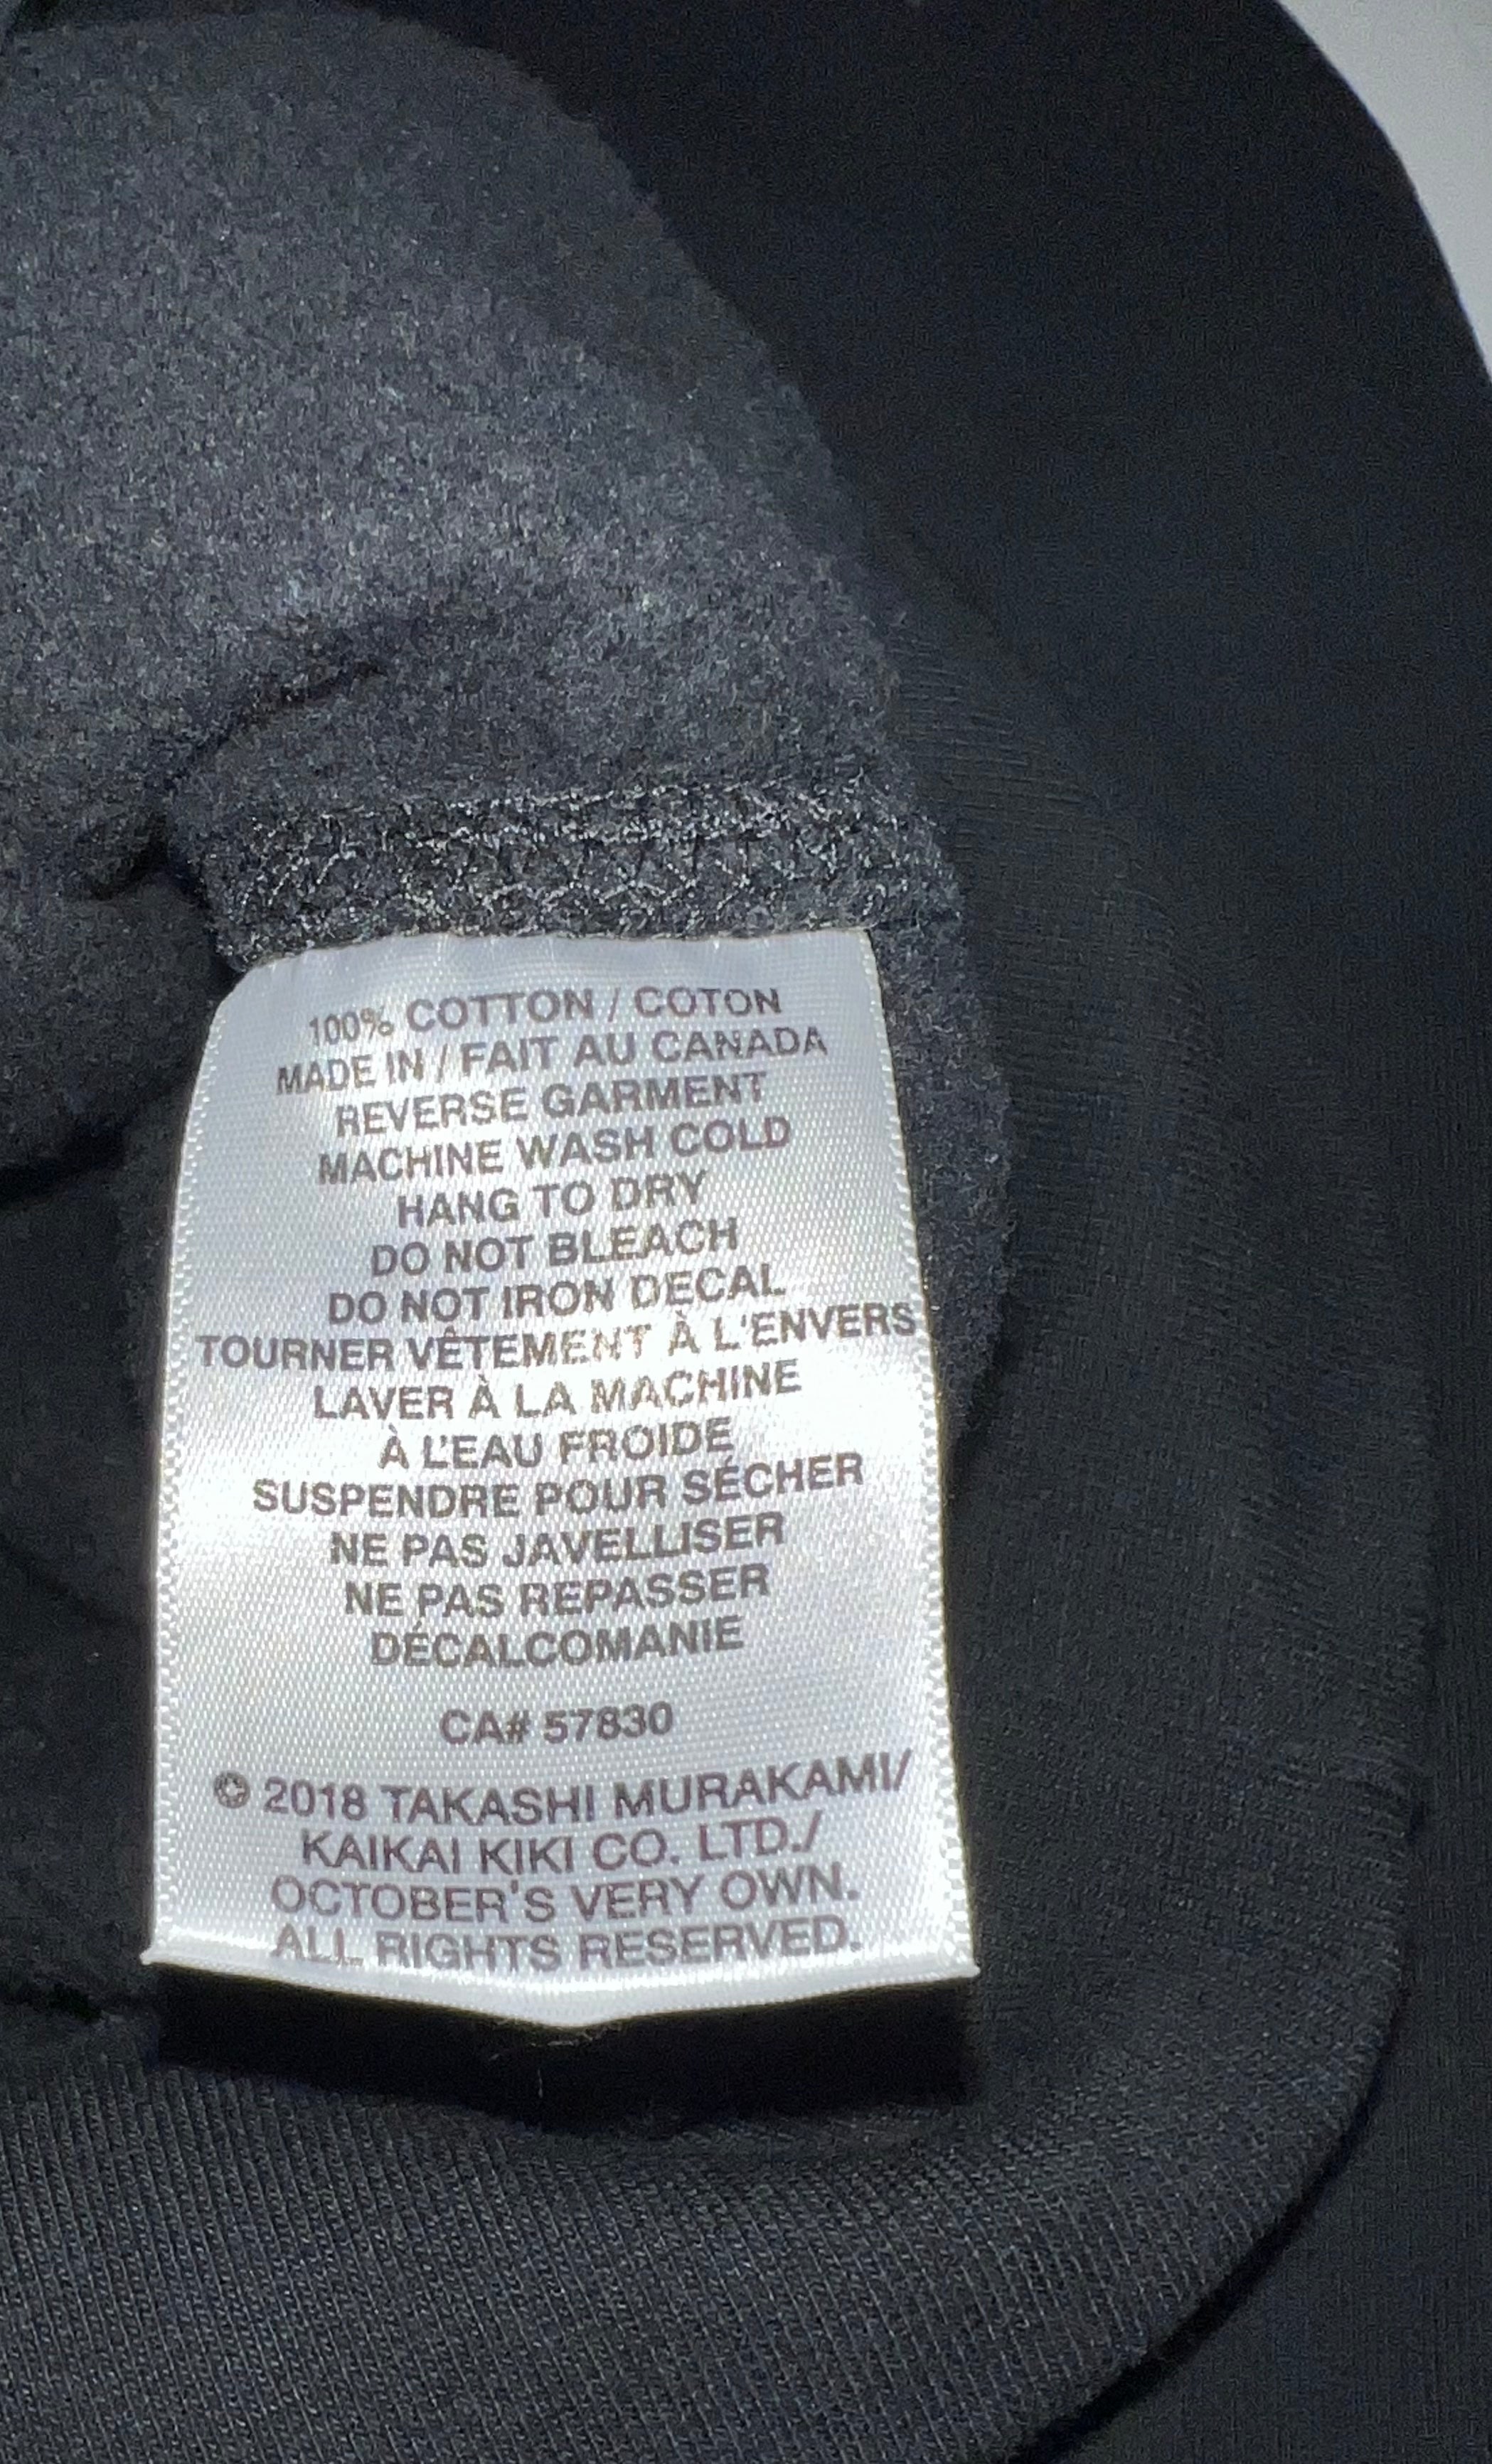 100% COTTON / COTON
MADE IN / FAIT AU CANADA
REVERSE GARMENT
MACHINE WASH COLD
HANG TO DRY
DO NOT BLEACH
DO NOT IRON DECAL
TOURNER VÊTEMENT À L'ENVERS
LAVER À LA MACHINE
À L'EAU FROIDE
SUSPENDRE POUR SÉCHER
NE PAS JAVELLISER
NE PAS REPASSER
DÉCALCOMANIE
CA# 57830
© 2018 TAKASHI MURAKAMI/
KAIKAI KIKI CO. LTD./
OCTOBER'S VERY OWN.
ALL RIGHTS RESERVED.